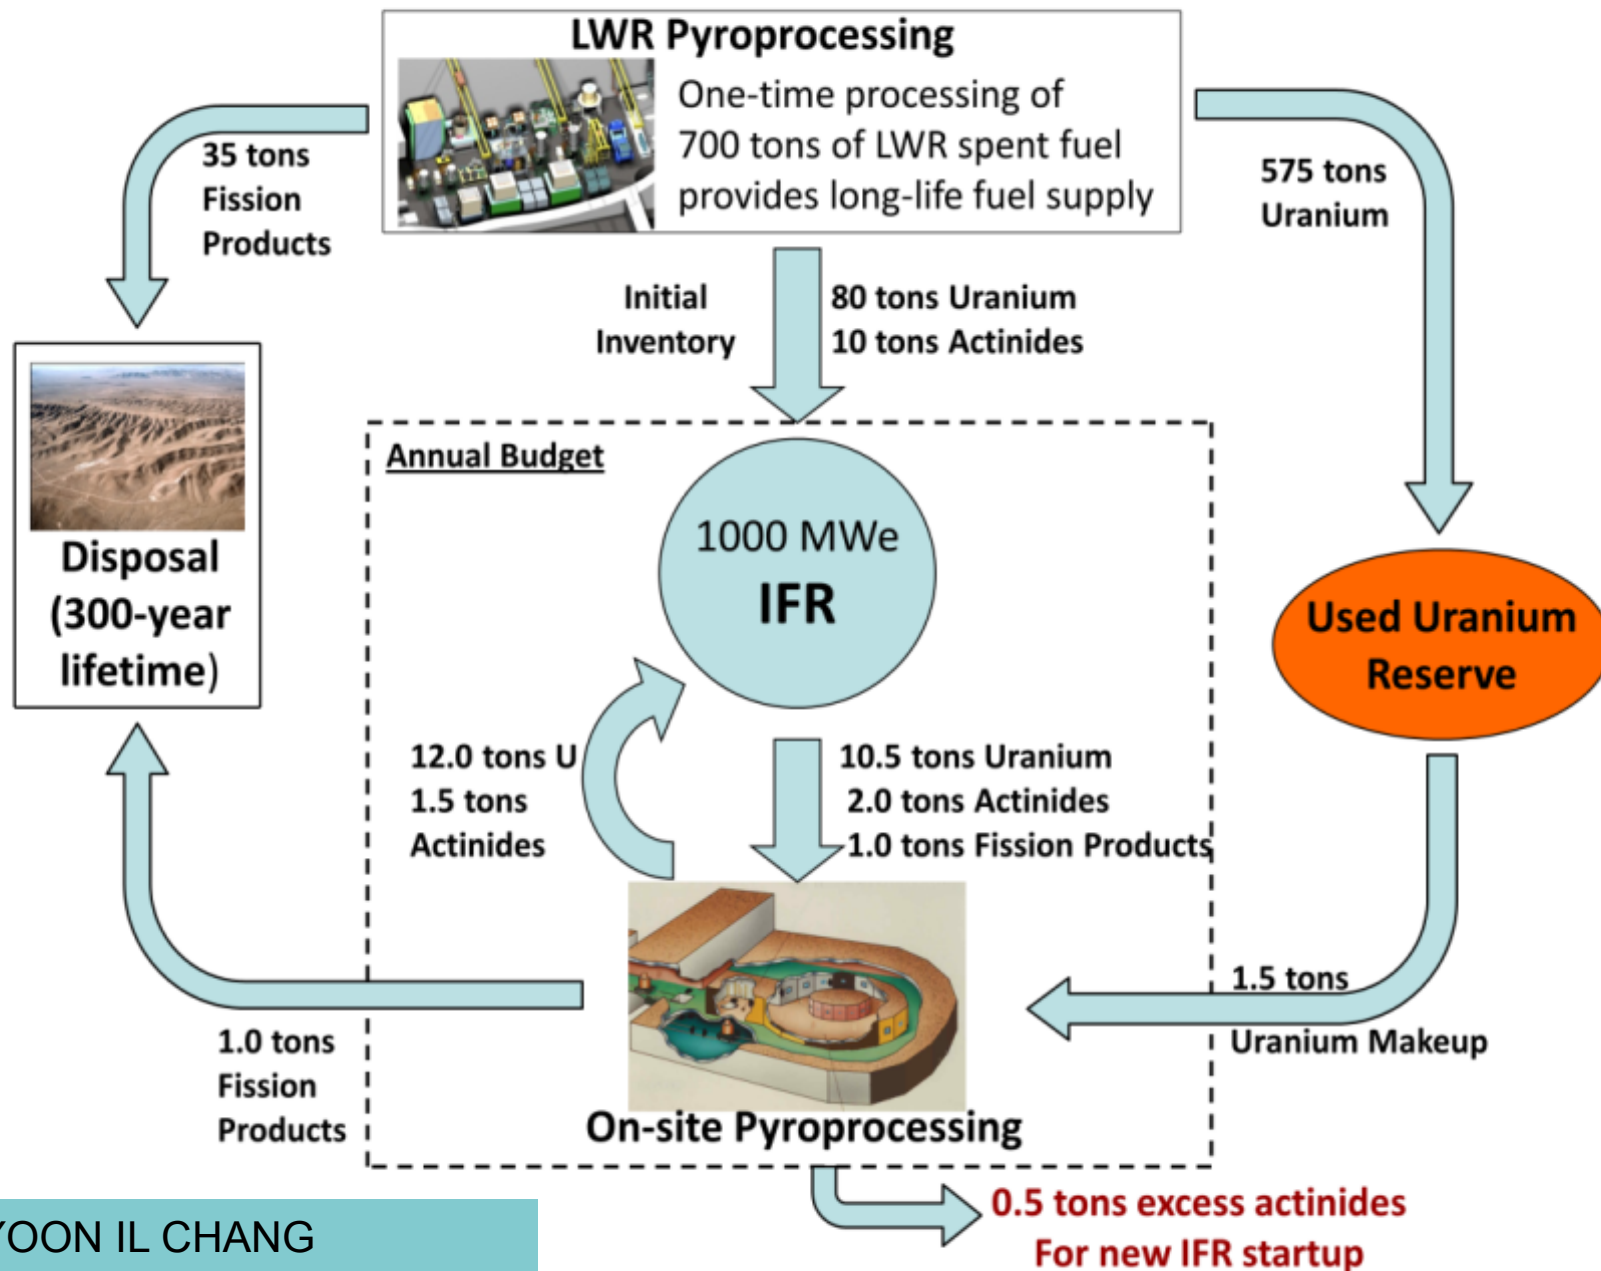 LWR Pyroprocessing
One-time processing of
700 tons of LWR spent fuel
provides long-life fuel supply
35 tons
Fission
Products
575 tons
Uranium
Initial
Inventory
80 tons Uranium
10 tons Actinides
Disposal
(300-year
lifetime)
Annual Budget
1000 MWe
IFR
Used Uranium
Reserve
12.0 tons U
1.5 tons
Actinides
10.5 tons Uranium
2.0 tons Actinides
1.0 tons Fission Products
1.0 tons
Fission
Products
1.5 tons
Uranium Makeup
On-site Pyroprocessing
0.5 tons excess actinides
For new IFR startup
YOON IL CHANG